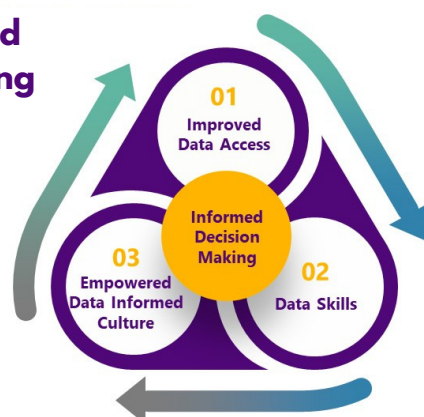 d
ng
01
Improved
Data Access
Informed
Decision
Making
03
Empowered
Data Informed
Culture
02
Data Skills